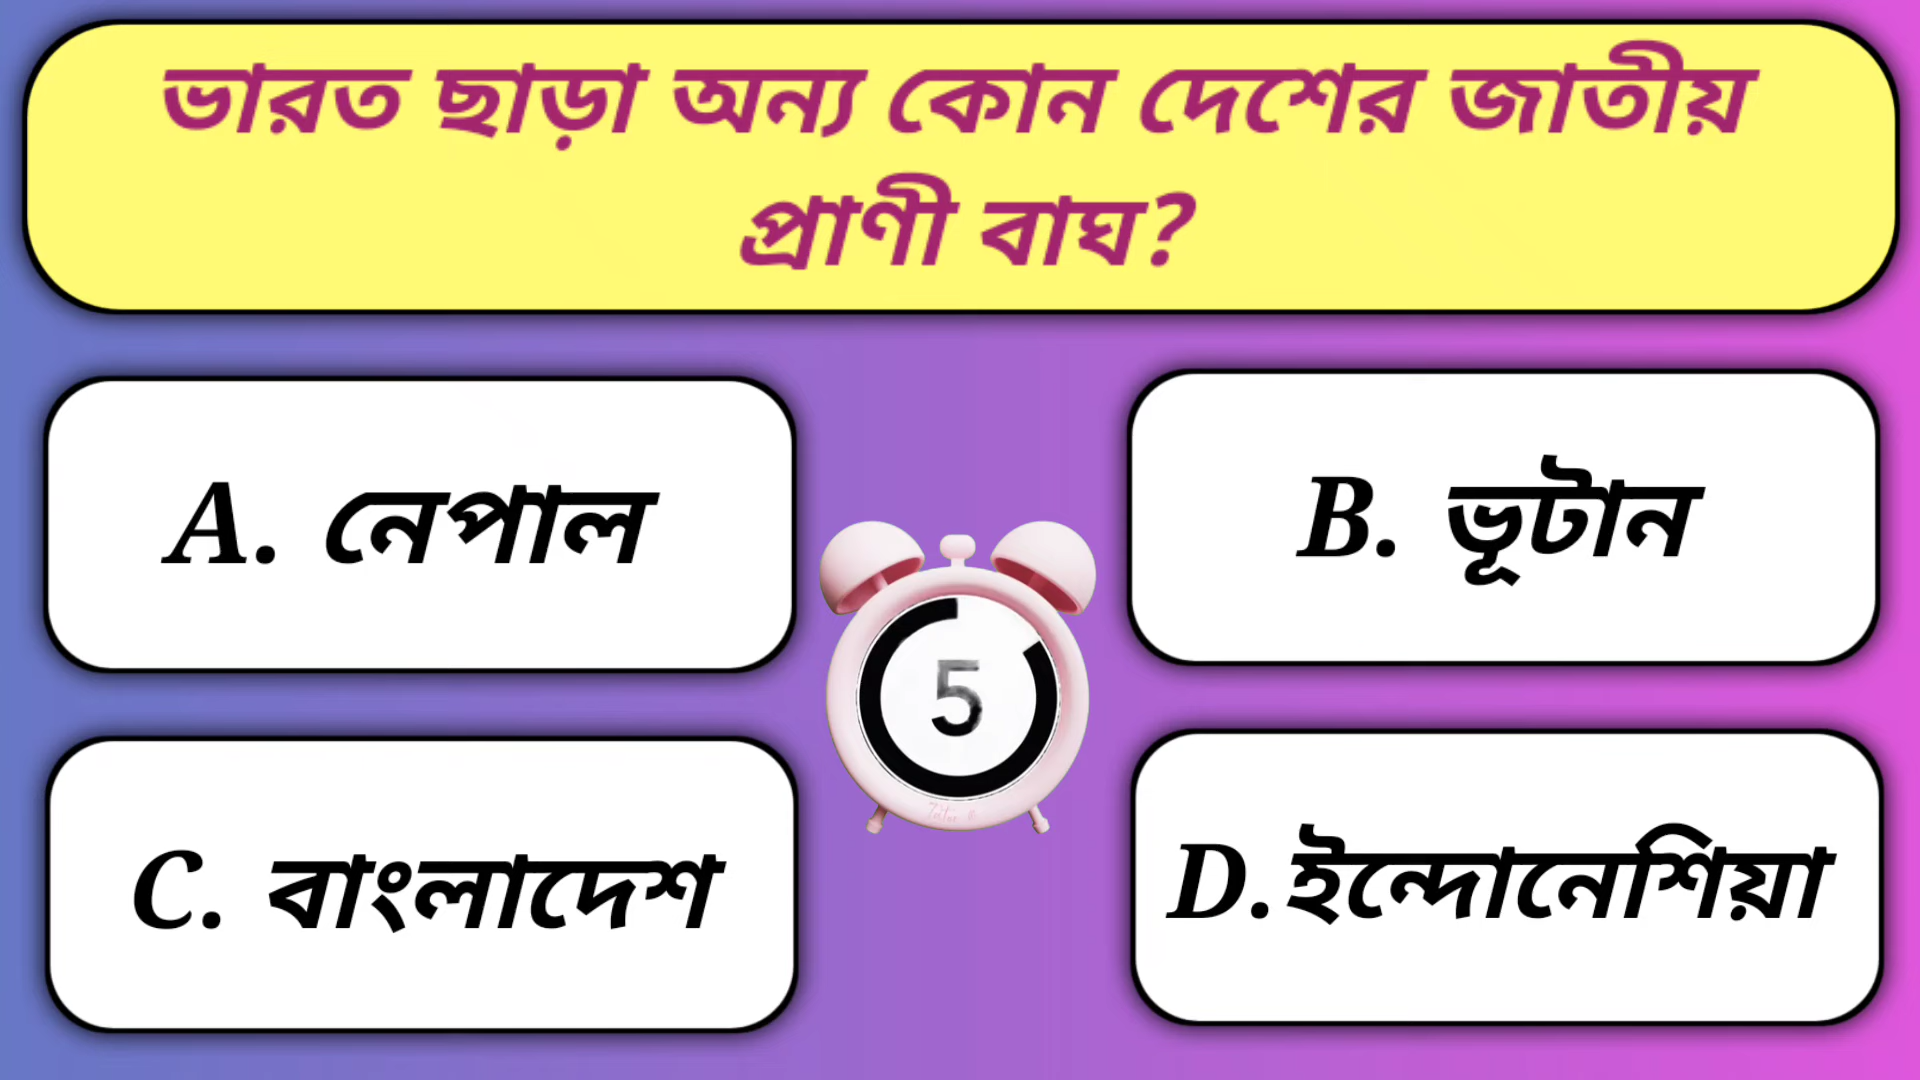 ভারত ছাড়া অন্য কোন দেশের জাতীয়
প্রাণী বাঘ?
A. নেপাল
B. ভূটান
5
C. বাংলাদেশ
D.ইন্দোনেশিয়া